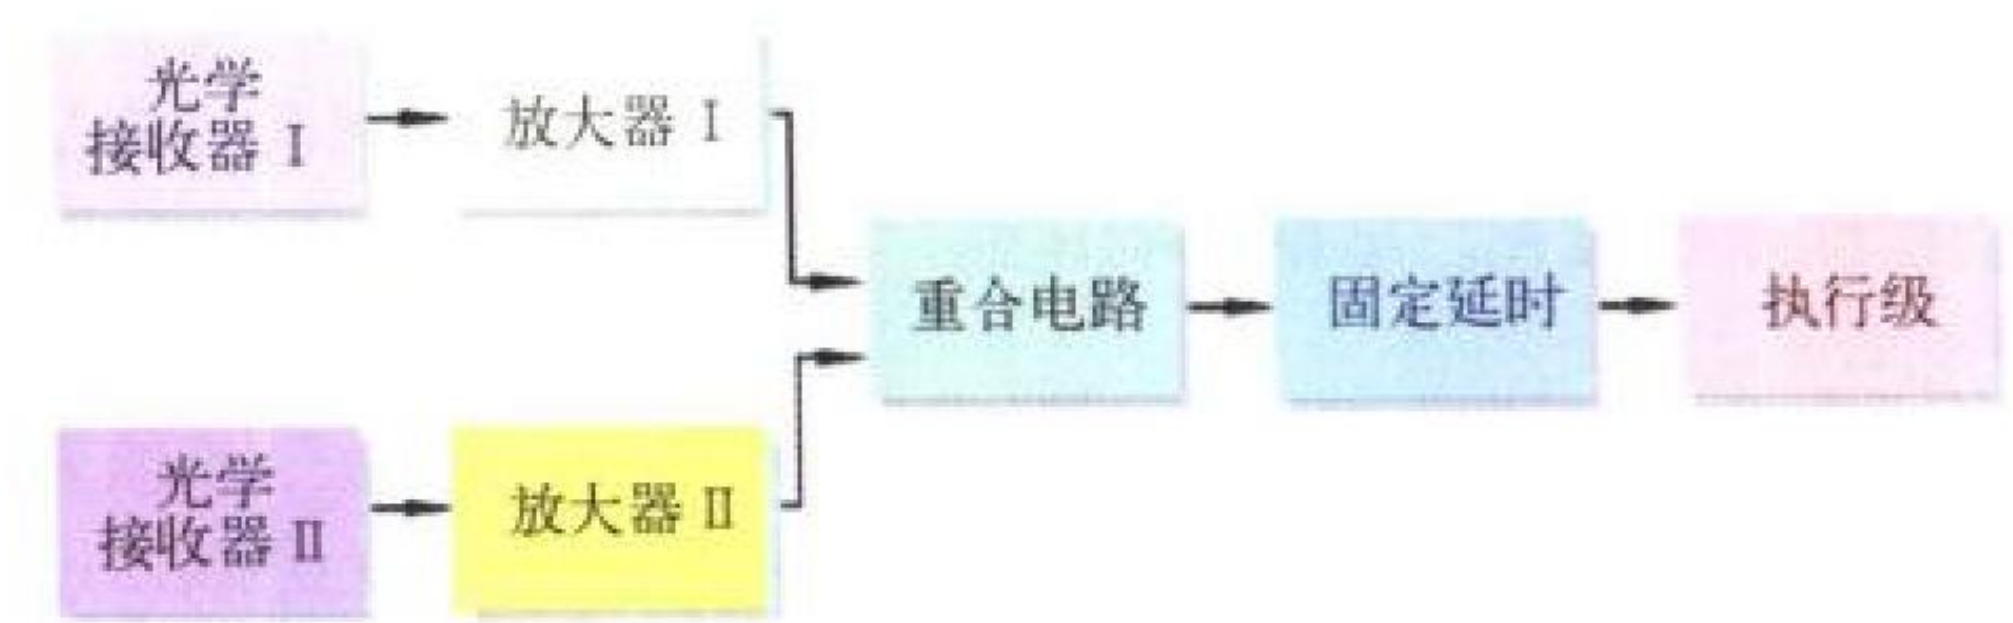 光学
接收器 I
放大器 I
重合电路
固定延时
执行级
光学
接收器 II
放大器 II